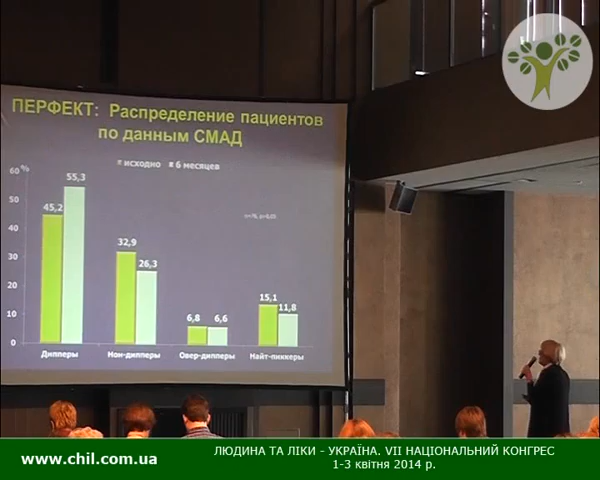 ПЕРФЕКТ: Распределение пациентов
по данным СМАД
исходно 6 месяцев
60 %
50
40
30
20
10
0
45,2 55,3
32,9 26,3
6,8 6,6
15,1 11,8
Дипперы Нон-дипперы Овер-дипперы Найт-пиккеры
www.chil.com.ua
ЛЮДИНА ТА ЛІКИ - УКРАЇНА. VII НАЦІОНАЛЬНИЙ КОНГРЕС
1-3 квітня 2014 р.